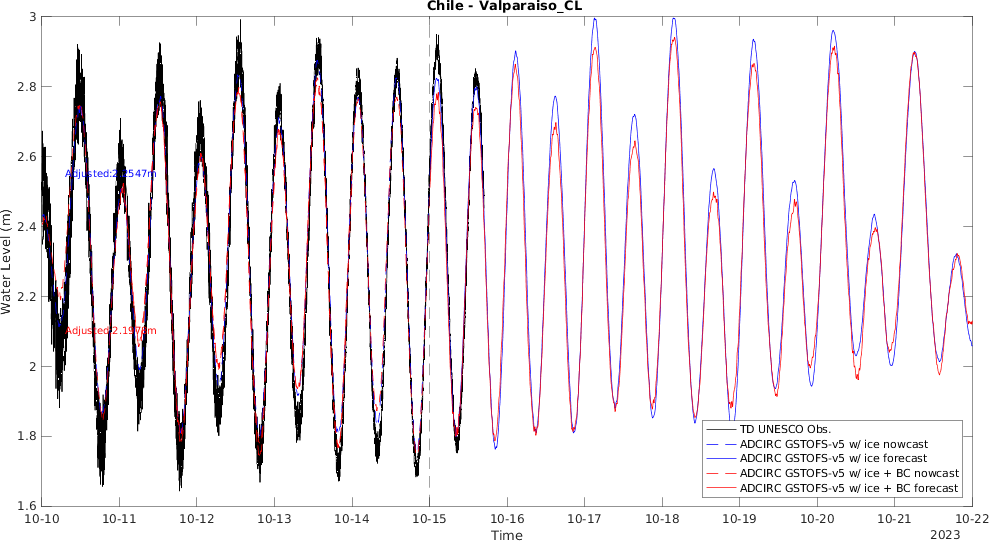 Chile - Valparaiso_CL
3
2.8
2.6
2.4
2.2
2
1.8
1.6
Water Level (m)
Adjusted:2.2547m
Adjusted:2.1976m
TD UNESCO Obs.
ADCIRC GSTOFS-v5 w/ ice nowcast
ADCIRC GSTOFS-v5 w/ ice forecast
ADCIRC GSTOFS-v5 w/ ice + BC nowcast
ADCIRC GSTOFS-v5 w/ ice + BC forecast
10-10 10-11 10-12 10-13 10-14 10-15 10-16 10-17 10-18 10-19 10-20 10-21 10-22
Time
2023